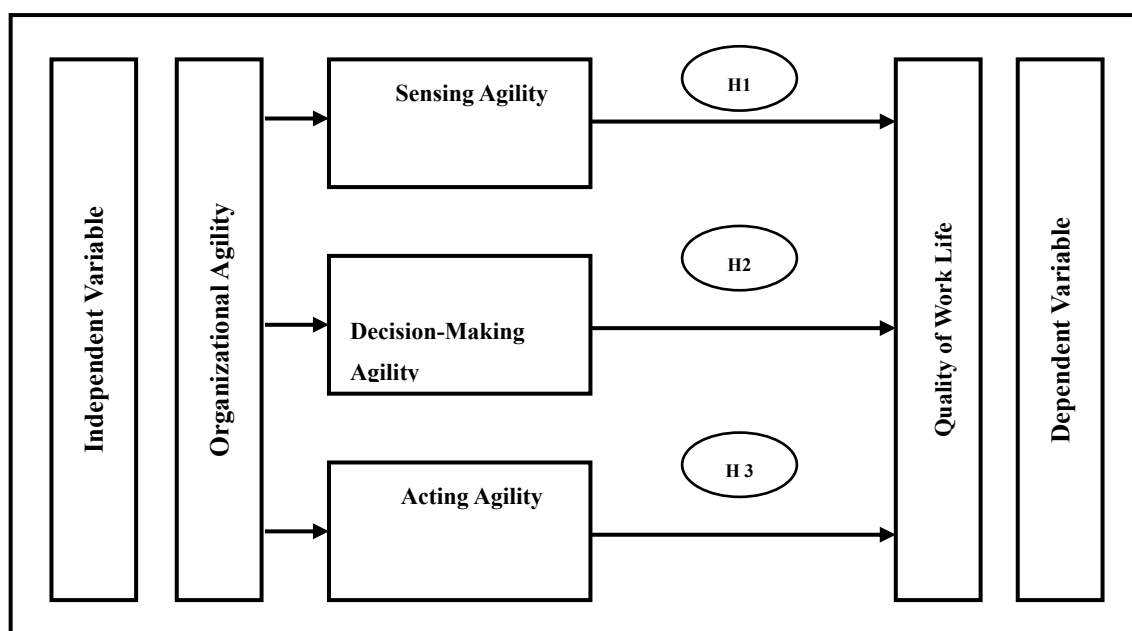 Independent Variable
Organizational Agility
Sensing Agility
H1
Decision-Making
Agility
H2
Acting Agility
H 3
Quality of Work Life
Dependent Variable